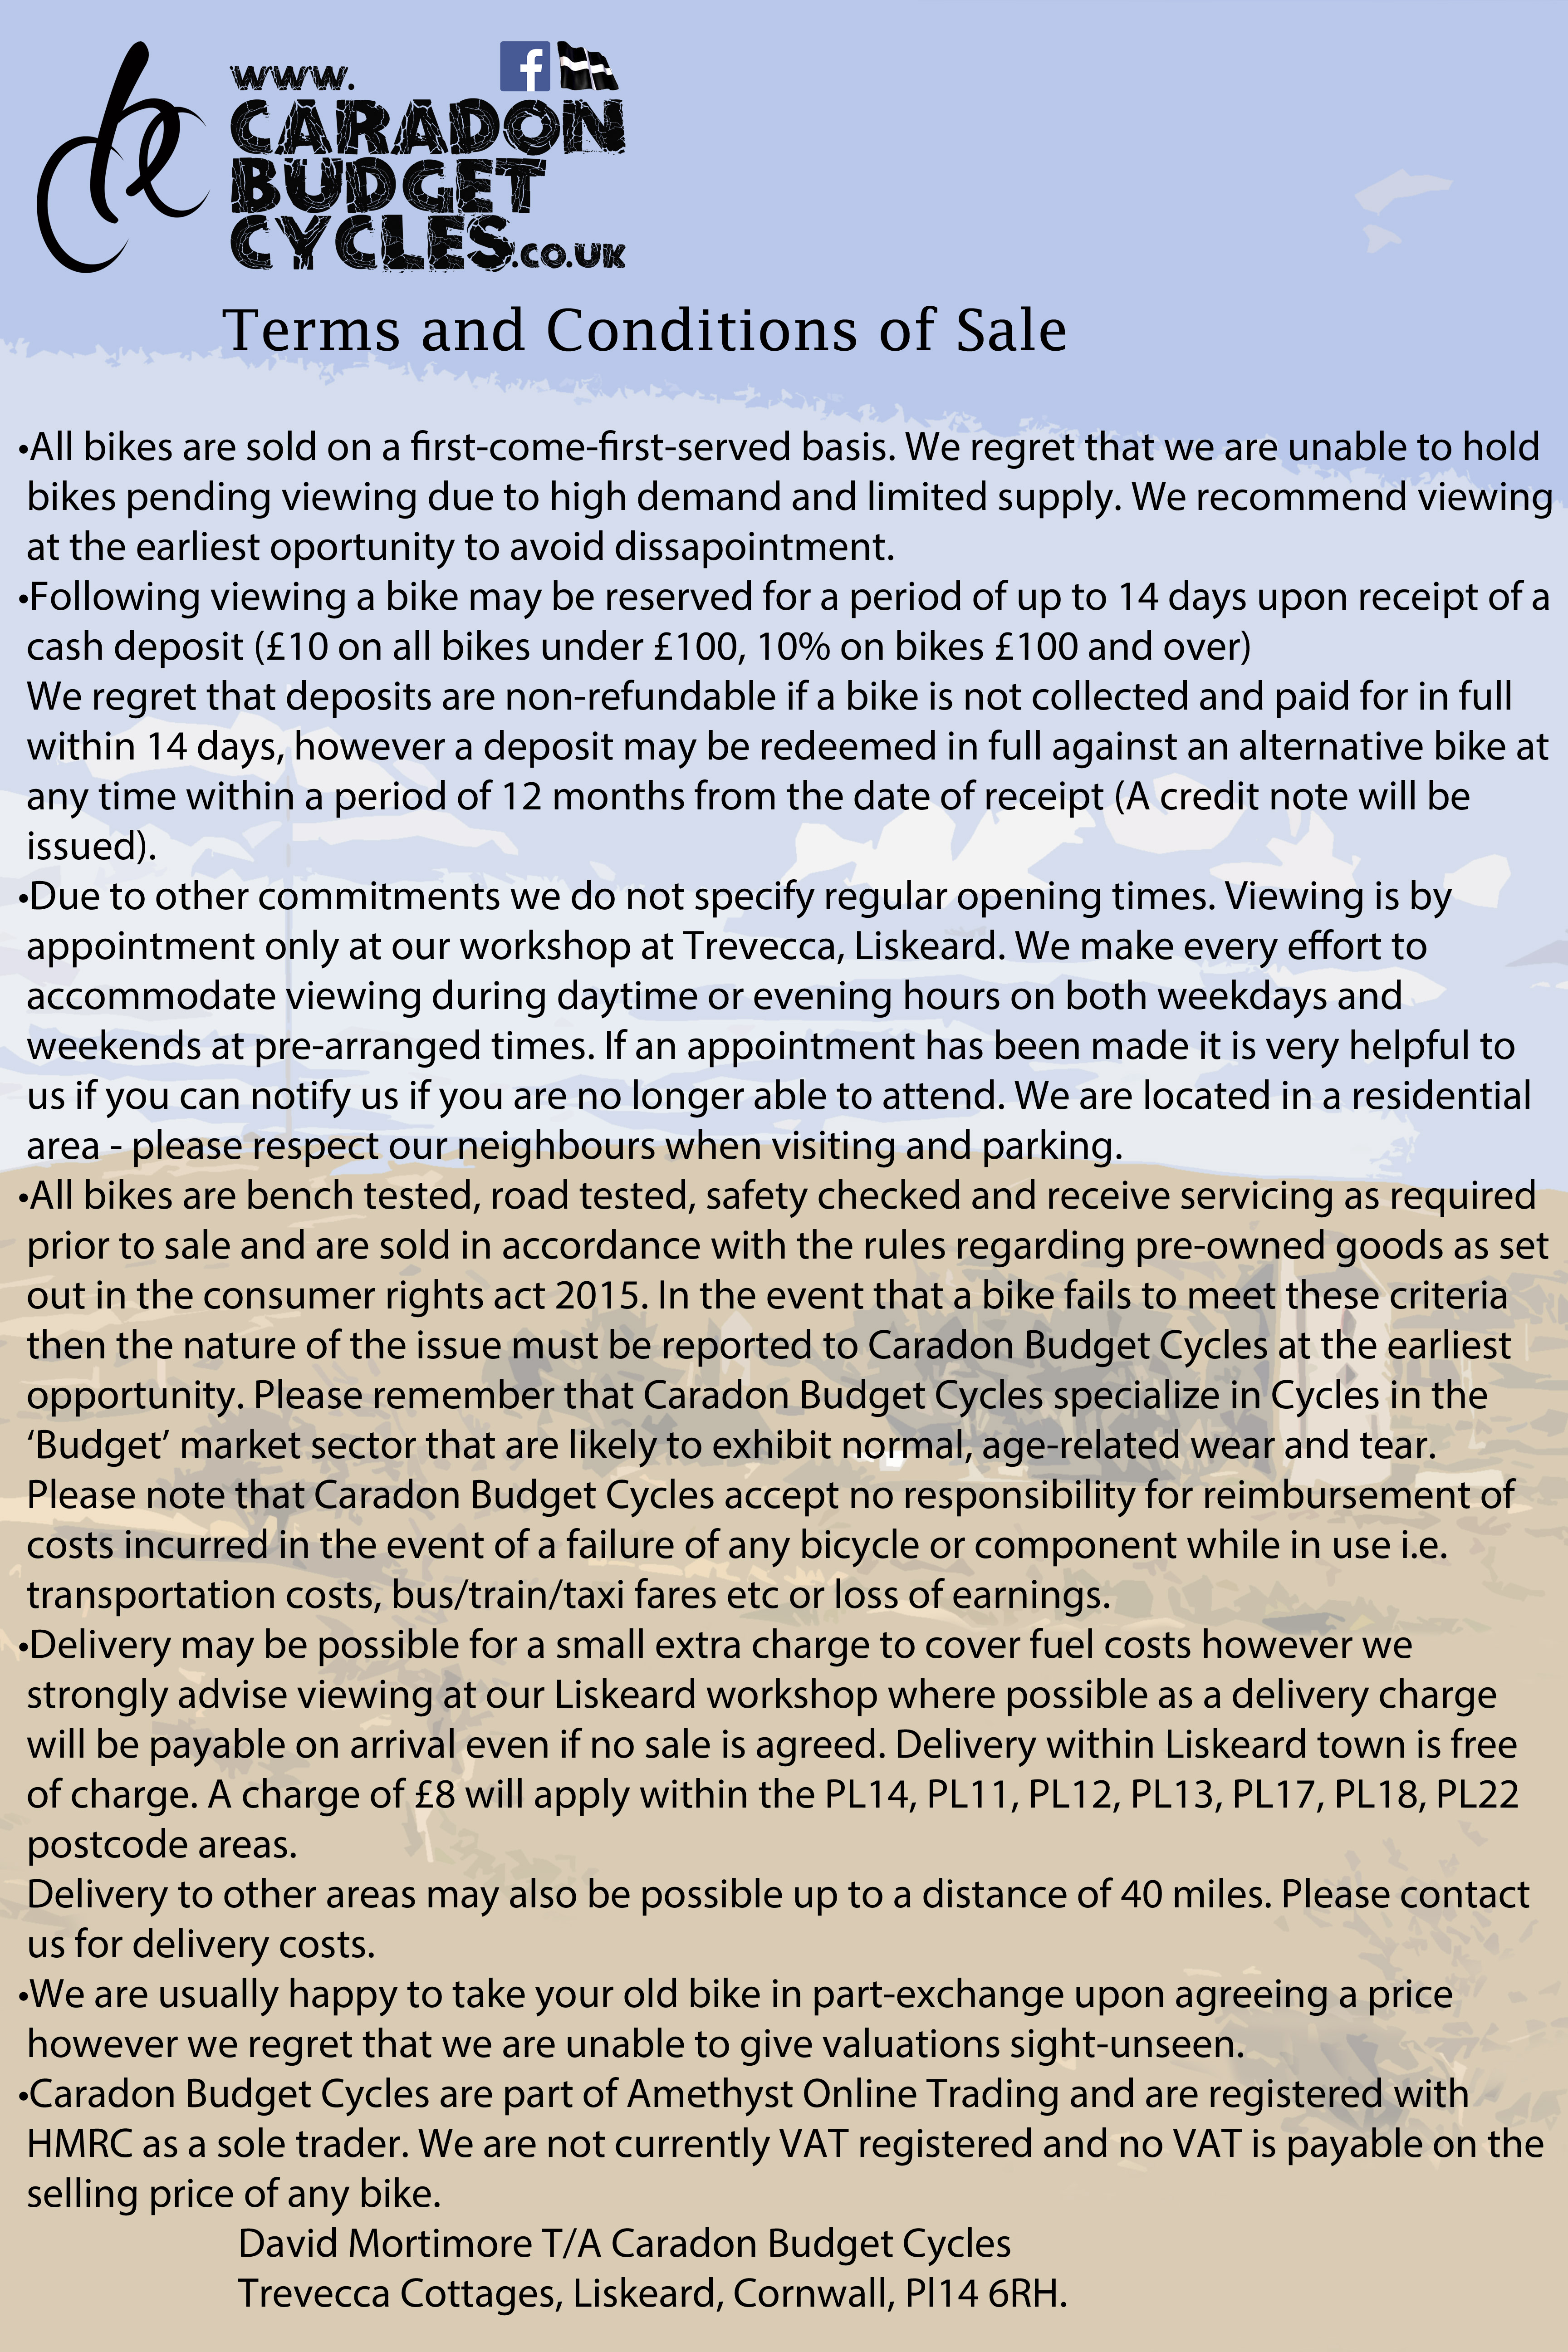 www.
CARADON
BUDGET
CYCLES.co.uk
Terms and Conditions of Sale
•All bikes are sold on a first-come-first-served basis. We regret that we are unable to hold
bikes pending viewing due to high demand and limited supply. We recommend viewing
at the earliest oportunity to avoid dissapointment.
•Following viewing a bike may be reserved for a period of up to 14 days upon receipt of a
cash deposit (£10 on all bikes under £100, 10% on bikes £100 and over)
We regret that deposits are non-refundable if a bike is not collected and paid for in full
within 14 days, however a deposit may be redeemed in full against an alternative bike at
any time within a period of 12 months from the date of receipt (A credit note will be
issued).
•Due to other commitments we do not specify regular opening times. Viewing is by
appointment only at our workshop at Trevecca, Liskeard. We make every effort to
accommodate viewing during daytime or evening hours on both weekdays and
weekends at pre-arranged times. If an appointment has been made it is very helpful to
us if you can notify us if you are no longer able to attend. We are located in a residential
area - please respect our neighbours when visiting and parking.
•All bikes are bench tested, road tested, safety checked and receive servicing as required
prior to sale and are sold in accordance with the rules regarding pre-owned goods as set
out in the consumer rights act 2015. In the event that a bike fails to meet these criteria
then the nature of the issue must be reported to Caradon Budget Cycles at the earliest
opportunity. Please remember that Caradon Budget Cycles specialize in Cycles in the
‘Budget’ market sector that are likely to exhibit normal, age-related wear and tear.
Please note that Caradon Budget Cycles accept no responsibility for reimbursement of
costs incurred in the event of a failure of any bicycle or component while in use i.e.
transportation costs, bus/train/taxi fares etc or loss of earnings.
•Delivery may be possible for a small extra charge to cover fuel costs however we
strongly advise viewing at our Liskeard workshop where possible as a delivery charge
will be payable on arrival even if no sale is agreed. Delivery within Liskeard town is free
of charge. A charge of £8 will apply within the PL14, PL11, PL12, PL13, PL17, PL18, PL22
postcode areas.
Delivery to other areas may also be possible up to a distance of 40 miles. Please contact
us for delivery costs.
•We are usually happy to take your old bike in part-exchange upon agreeing a price
however we regret that we are unable to give valuations sight-unseen.
•Caradon Budget Cycles are part of Amethyst Online Trading and are registered with
HMRC as a sole trader. We are not currently VAT registered and no VAT is payable on the
selling price of any bike.
David Mortimore T/A Caradon Budget Cycles
Trevecca Cottages, Liskeard, Cornwall, Pl14 6RH.